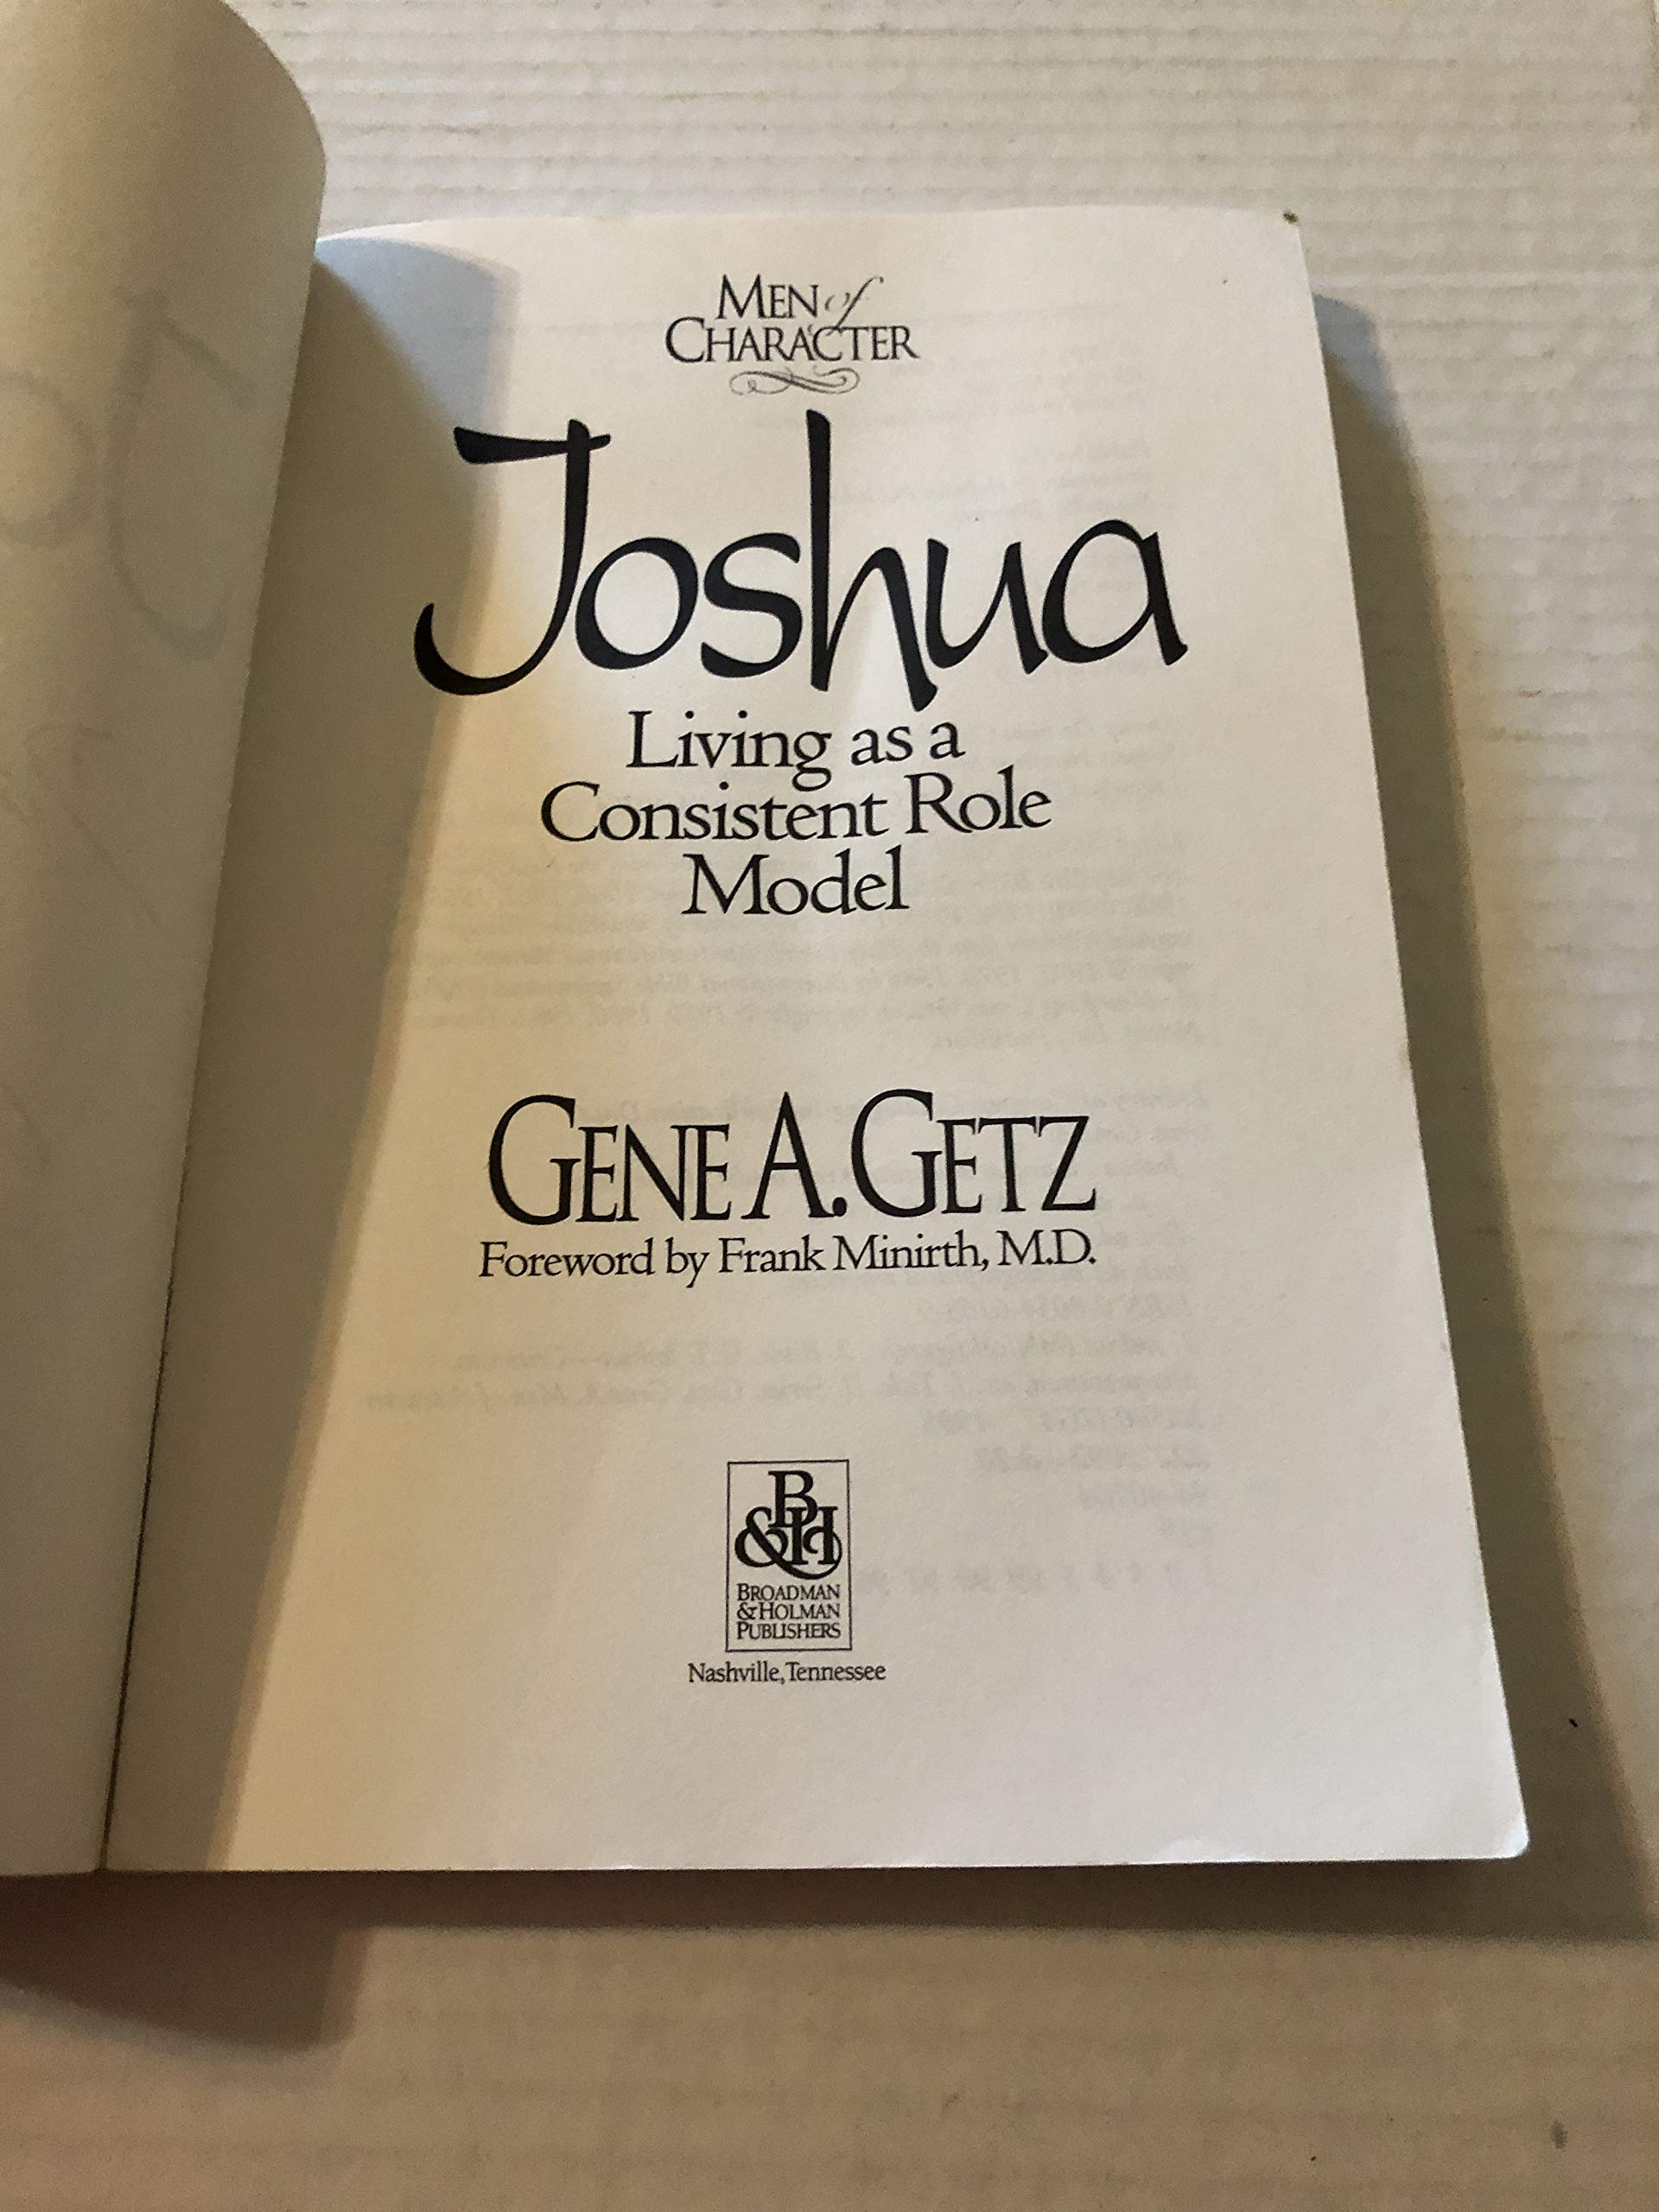 MEN of
CHARACTER
Joshua
Living as a
Consistent Role
Model
GENE A. GETZ
Foreword by Frank Minirth, M.D.
B
&H
BROADMAN
& HOLMAN
PUBLISHERS
Nashville, Tennessee